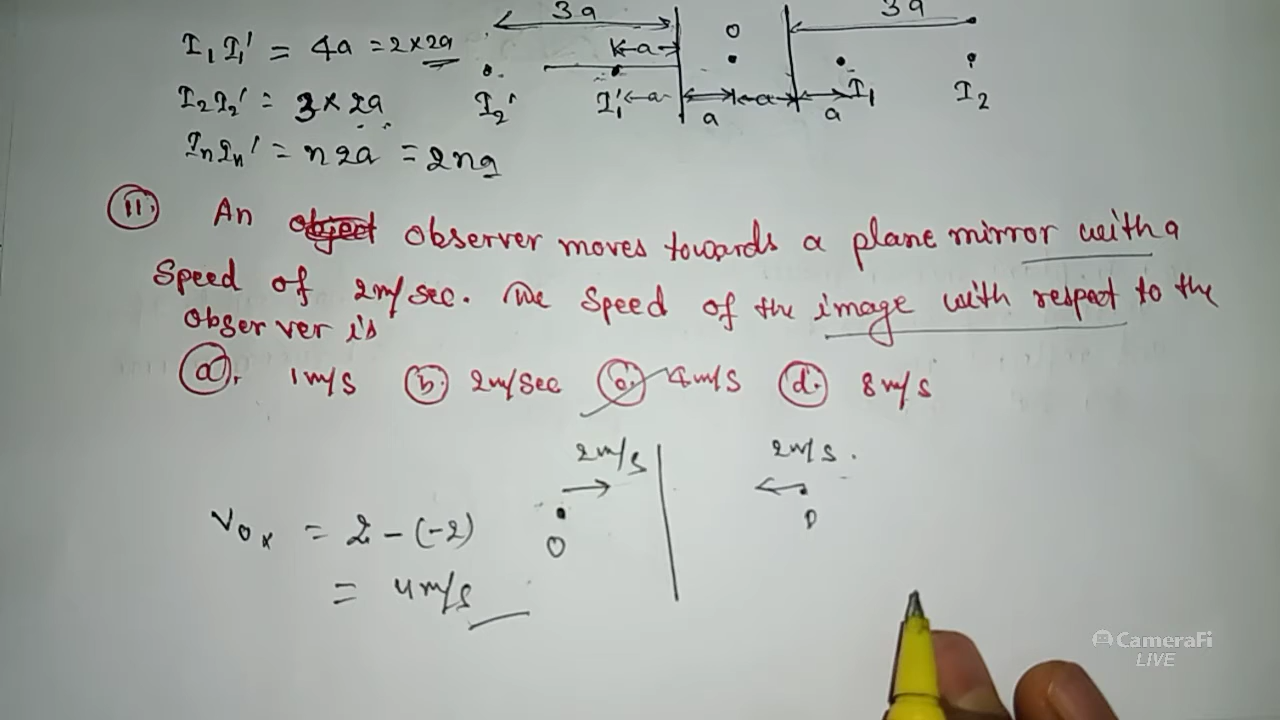 3a
3a
I₁I₁' = 4a = 2×2a
k-a→
O
I₂I₂' = 3×2a
I₂'
I₁'
←a-
a
a
a
I₁
I₂
InIn' = n2a = 2na
11. An object observer moves towards a plane mirror with a
Speed of 2m/sec. The Speed of the image with respect to the
observer is
a. 1m/s b. 2m/sec c. 4m/s d. 8m/s
2m/s 2m/s.
O
= 2-(-2)
= 4m/s
CameraFi
LIVE